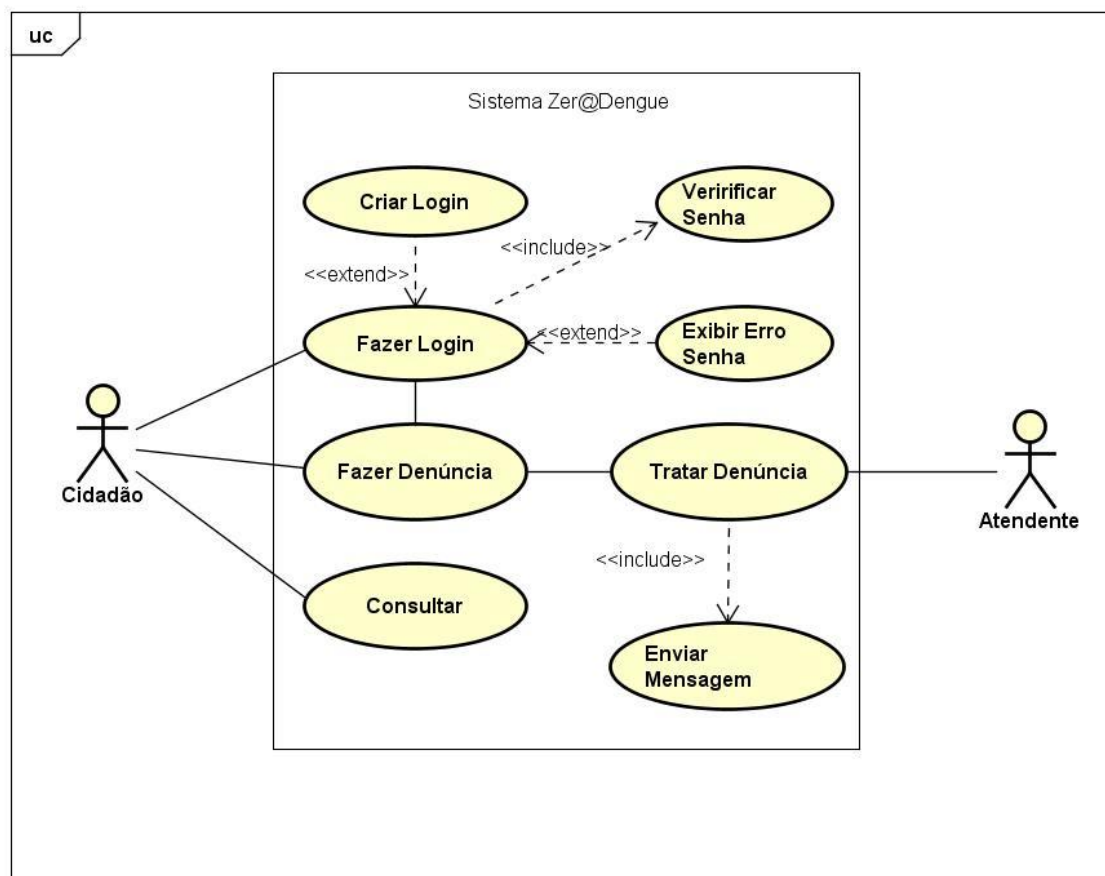 uc
Sistema Zer@Dengue
Criar Login
Veririficar
Senha
<<include>>
<<extend>>
Fazer Login
<<extend>>
Exibir Erro
Senha
Cidadão
Fazer Denúncia
Tratar Denúncia
Atendente
<<include>>
Consultar
Enviar
Mensagem